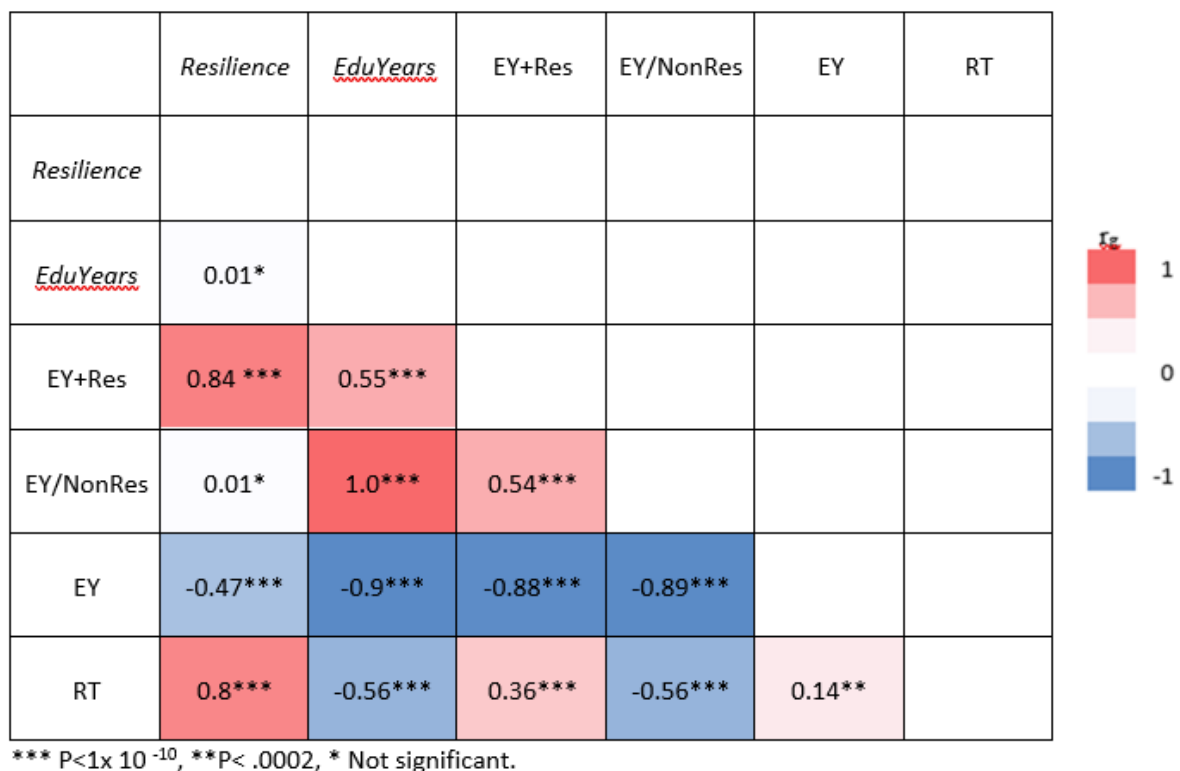 Resilience EduYears EY+Res EY/NonRes EY RT
Resilience
EduYears 0.01*
EY+Res 0.84 *** 0.55***
EY/NonRes 0.01* 1.0*** 0.54***
EY -0.47*** -0.9*** -0.88*** -0.89***
RT 0.8*** -0.56*** 0.36*** -0.56*** 0.14**
*** P<1x 10 -10, **P< .0002, * Not significant.
rg
1
0
-1